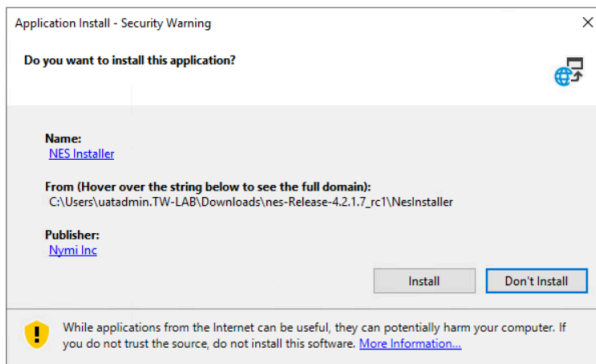 Application Install - Security Warning
Do you want to install this application?
Name:
NES Installer
From (Hover over the string below to see the full domain):
C:\Users\uatadmin.TW-LAB\Downloads\nes-Release-4.2.1.7_rc1\NesInstaller
Publisher:
Nymi Inc
Install
Don't Install
While applications from the Internet can be useful, they can potentially harm your computer. If
you do not trust the source, do not install this software. More Information...